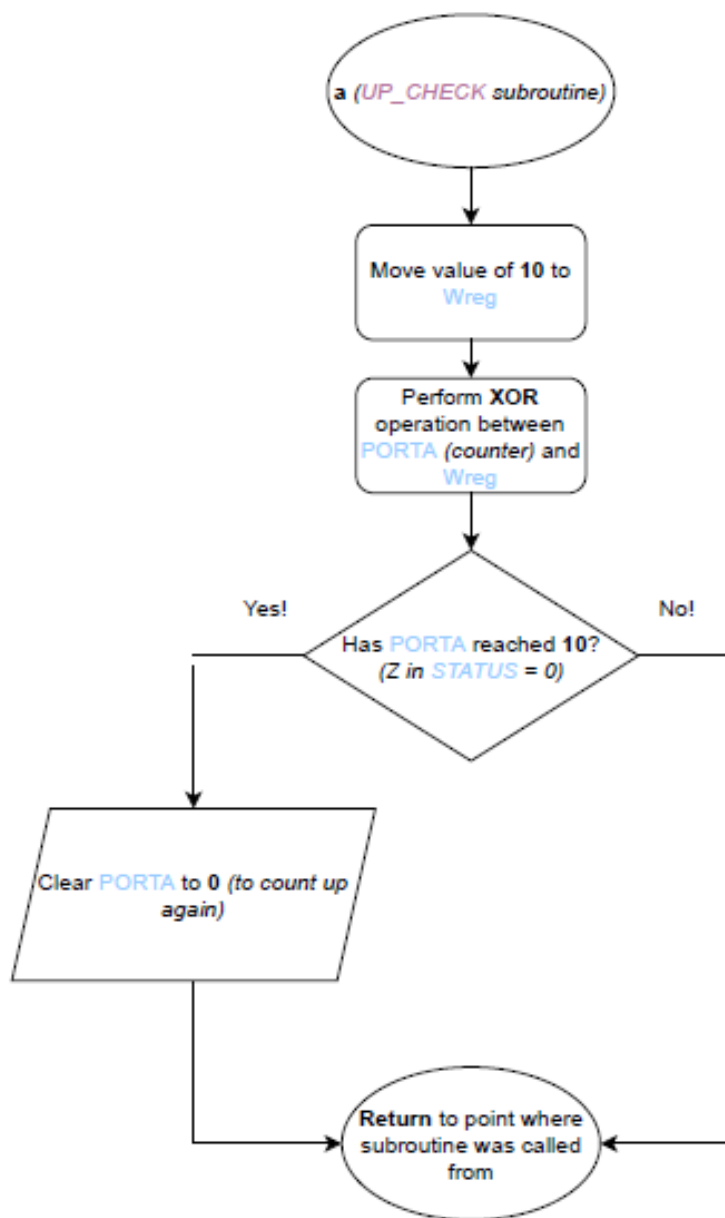 a (UP_CHECK subroutine)
Move value of 10 to
Wreg
Perform XOR
operation between
PORTA (counter) and
Wreg
Yes!
No!
Has PORTA reached 10?
(Z in STATUS = 0)
Clear PORTA to 0 (to count up
again)
Return to point where
subroutine was called
from